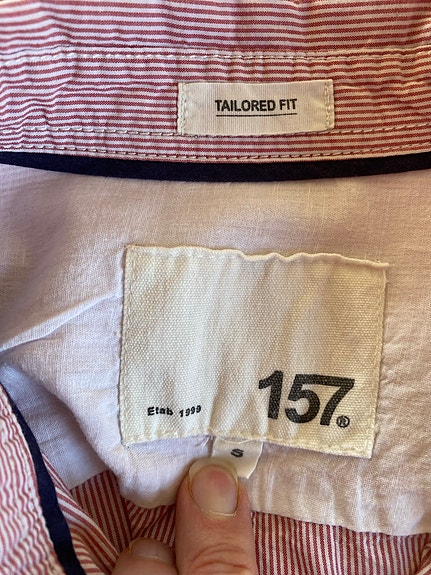 TAILORED FIT
Etab 1999
157®
S